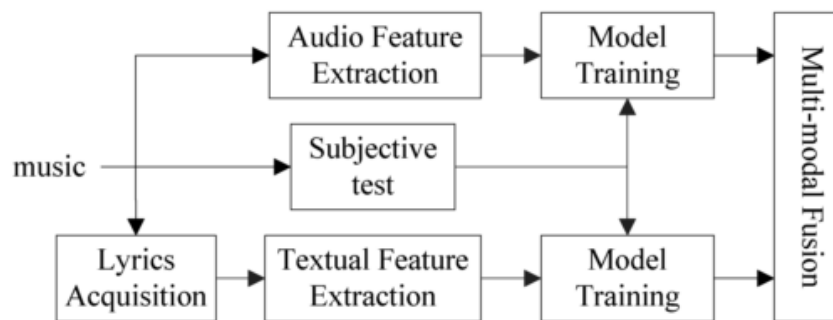 Audio Feature
Extraction
Model
Training
music
Subjective
test
Lyrics
Acquisition
Textual Feature
Extraction
Model
Training
Multi-modal Fusion